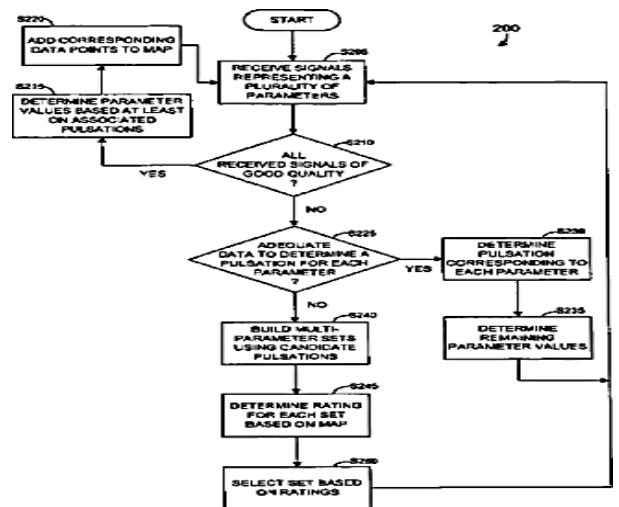 START
200
S220
ADD CORRESPONDING
DATA POINTS TO MAP
S205
RECEIVE SIGNALS
REPRESENTING A
PLURALITY OF
PARAMETERS
S215
DETERMINE PARAMETER
VALUES BASED AT LEAST
ON ASSOCIATED
PULSATIONS
S210
ALL
RECEIVED SIGNALS OF
GOOD QUALITY
?
YES
NO
S225
ADEQUATE
DATA TO DETERMINE A
PULSATION FOR EACH
PARAMETER
?
YES
NO
S230
DETERMINE
PULSATION
CORRESPONDING TO
EACH PARAMETER
S235
DETERMINE
REMAINING
PARAMETER VALUES
S240
BUILD MULTI-
PARAMETER SETS
USING CANDIDATE
PULSATIONS
S245
DETERMINE RATING
FOR EACH SET
BASED ON MAP
S250
SELECT SET BASED
ON RATINGS